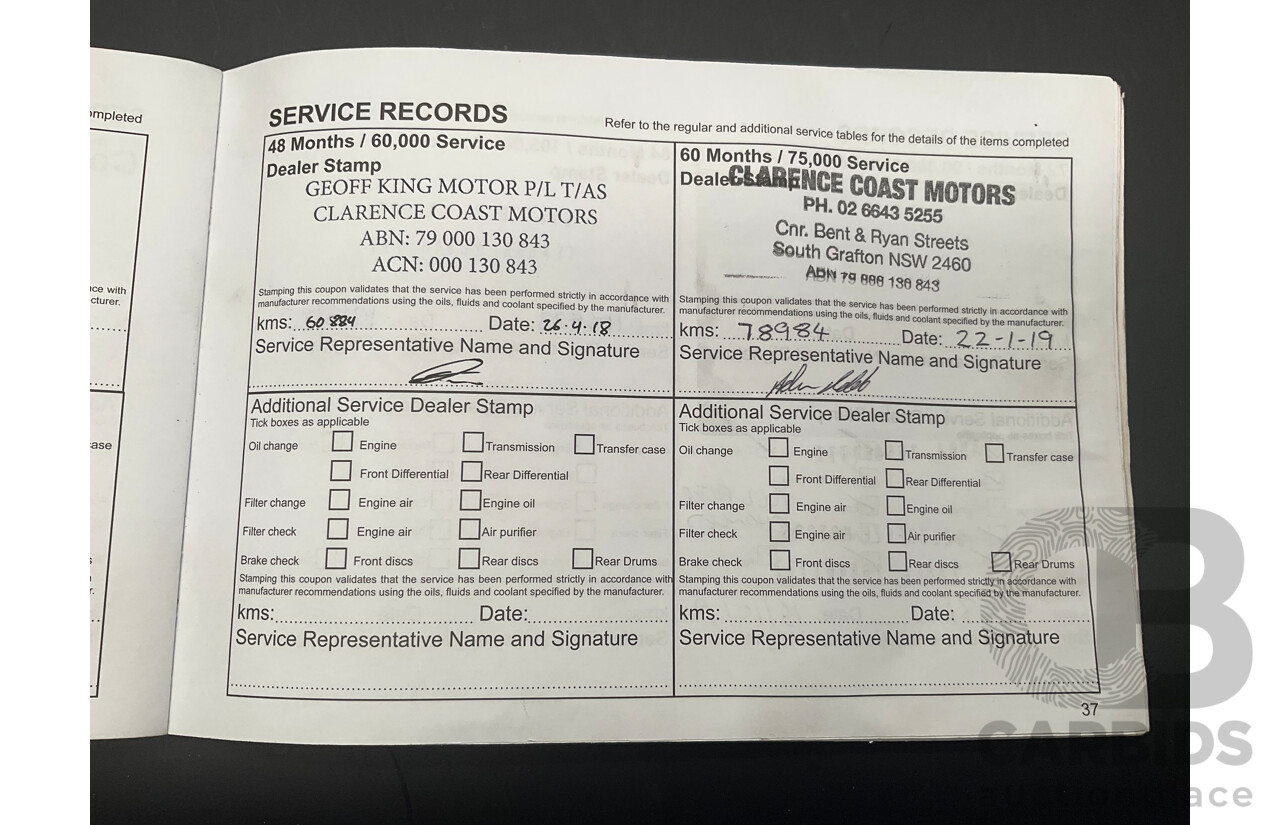 ompleted
ice with
cturer.
ase
SERVICE RECORDS
Refer to the regular and additional service tables for the details of the items completed
48 Months / 60,000 Service
Dealer Stamp
GEOFF KING MOTOR P/L T/AS
CLARENCE COAST MOTORS
ABN: 79 000 130 843
ACN: 000 130 843
Stamping this coupon validates that the service has been performed strictly in accordance with
manufacturer recommendations using the oils, fluids and coolant specified by the manufacturer.
kms: 60884 Date: 26.4.18
Service Representative Name and Signature
Additional Service Dealer Stamp
Tick boxes as applicable
Oil change Engine Transmission Transfer case
Front Differential Rear Differential
Filter change Engine air Engine oil
Filter check Engine air Air purifier
Brake check Front discs Rear discs Rear Drums
Stamping this coupon validates that the service has been performed strictly in accordance with
manufacturer recommendations using the oils, fluids and coolant specified by the manufacturer.
kms: Date:
Service Representative Name and Signature
60 Months / 75,000 Service
Dealer Stamp
CLARENCE COAST MOTORS
PH. 02 6643 5255
Cnr. Bent & Ryan Streets
South Grafton NSW 2460
ABN 79 000 130 843
Stamping this coupon validates that the service has been performed strictly in accordance with
manufacturer recommendations using the oils, fluids and coolant specified by the manufacturer.
kms: 78984 Date: 22-1-19
Service Representative Name and Signature
Additional Service Dealer Stamp
Tick boxes as applicable
Oil change Engine Transmission Transfer case
Front Differential Rear Differential
Filter change Engine air Engine oil
Filter check Engine air Air purifier
Brake check Front discs Rear discs Rear Drums
Stamping this coupon validates that the service has been performed strictly in accordance with
manufacturer recommendations using the oils, fluids and coolant specified by the manufacturer.
kms: Date:
Service Representative Name and Signature
37
CARBIDS